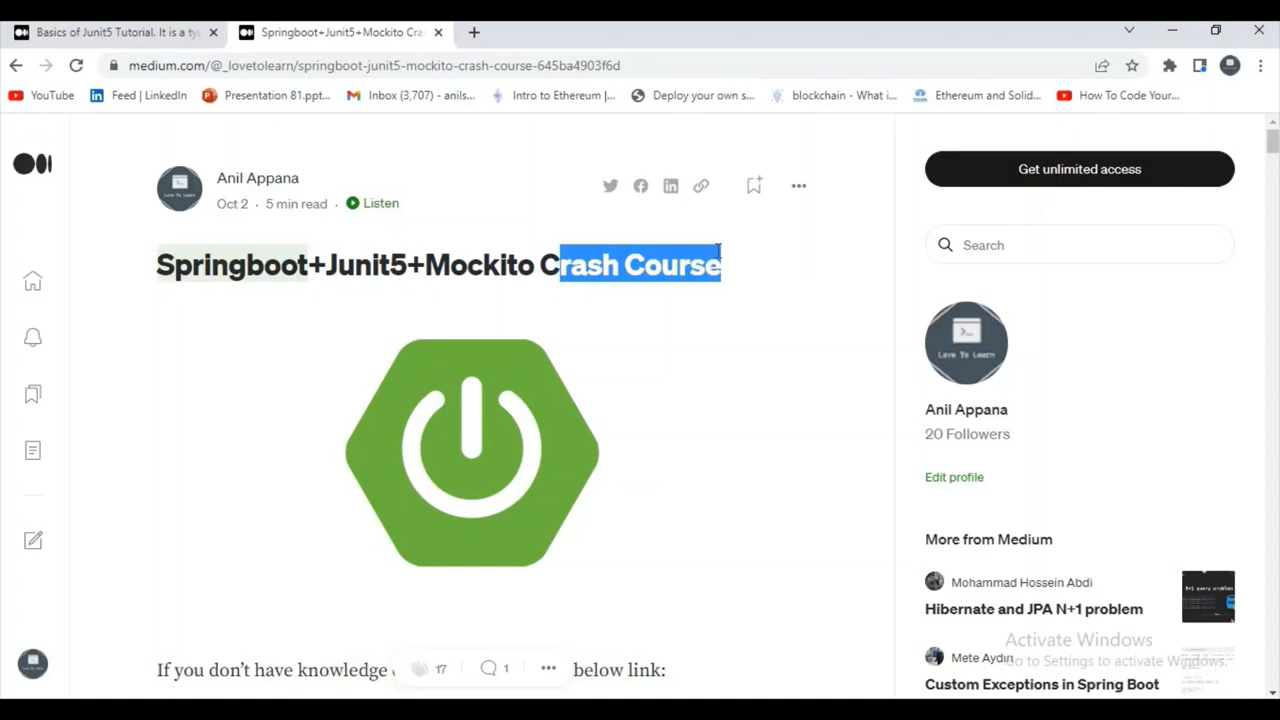 Basics of Junit5 Tutorial. It is a ty
Springboot+Junit5+Mockito Cra
medium.com/@_lovetolearn/springboot-junit5-mockito-crash-course-645ba4903f6d
YouTube
Feed | LinkedIn
Presentation 81.ppt...
Inbox (3,707) - anils...
Intro to Ethereum |...
Deploy your own s...
blockchain - What i...
Ethereum and Solid...
How To Code Your...
Anil Appana
Oct 2 · 5 min read · Listen
Springboot+Junit5+Mockito Crash Course
If you don’t have knowledge
below link:
17
1
Get unlimited access
Search
Love To Learn
Anil Appana
20 Followers
Edit profile
More from Medium
Mohammad Hossein Abdi
Hibernate and JPA N+1 problem
Mete Aydın
Custom Exceptions in Spring Boot
Activate Windows
Go to Settings to activate Windows.